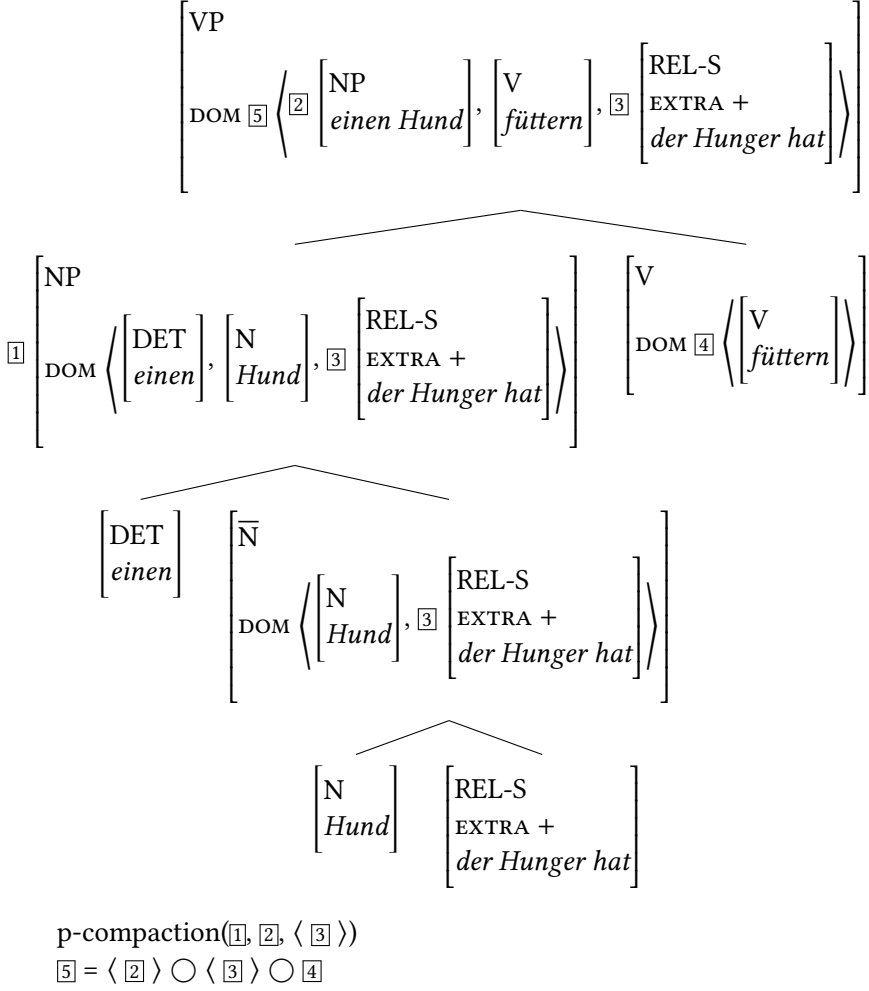 VP
DOM 5 ⟨ 2 [NP einen Hund], [V füttern], 3 [REL-S EXTRA + der Hunger hat] ⟩
1 NP
DOM ⟨ [DET einen], [N Hund], 3 [REL-S EXTRA + der Hunger hat] ⟩
V
DOM 4 ⟨ [V füttern] ⟩
DET
einen
N̅
DOM ⟨ [N Hund], 3 [REL-S EXTRA + der Hunger hat] ⟩
N
Hund
REL-S
EXTRA +
der Hunger hat
p-compaction(1, 2, ⟨ 3 ⟩)
5 = ⟨ 2 ⟩ ◯ ⟨ 3 ⟩ ◯ 4